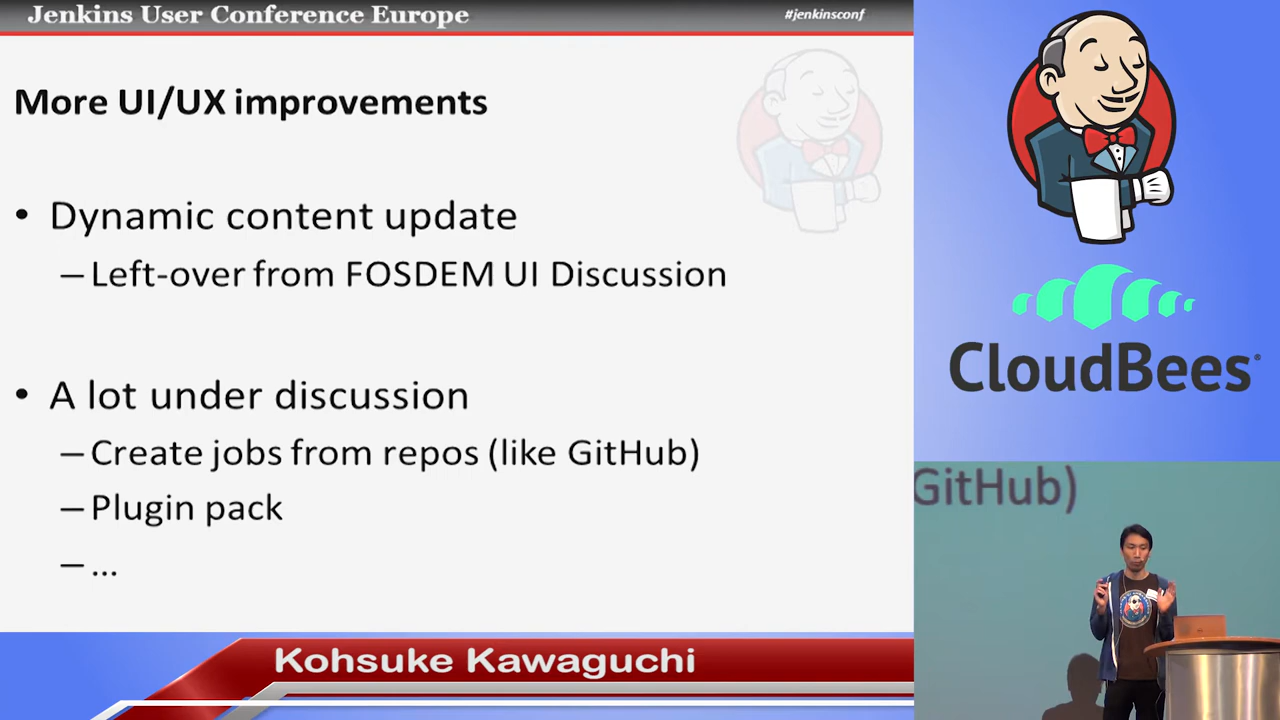 Jenkins User Conference Europe
#jenkinsconf
More UI/UX improvements
• Dynamic content update
–Left-over from FOSDEM UI Discussion
• A lot under discussion
–Create jobs from repos (like GitHub)
–Plugin pack
–...
CloudBees
GitHub)
Kohsuke Kawaguchi